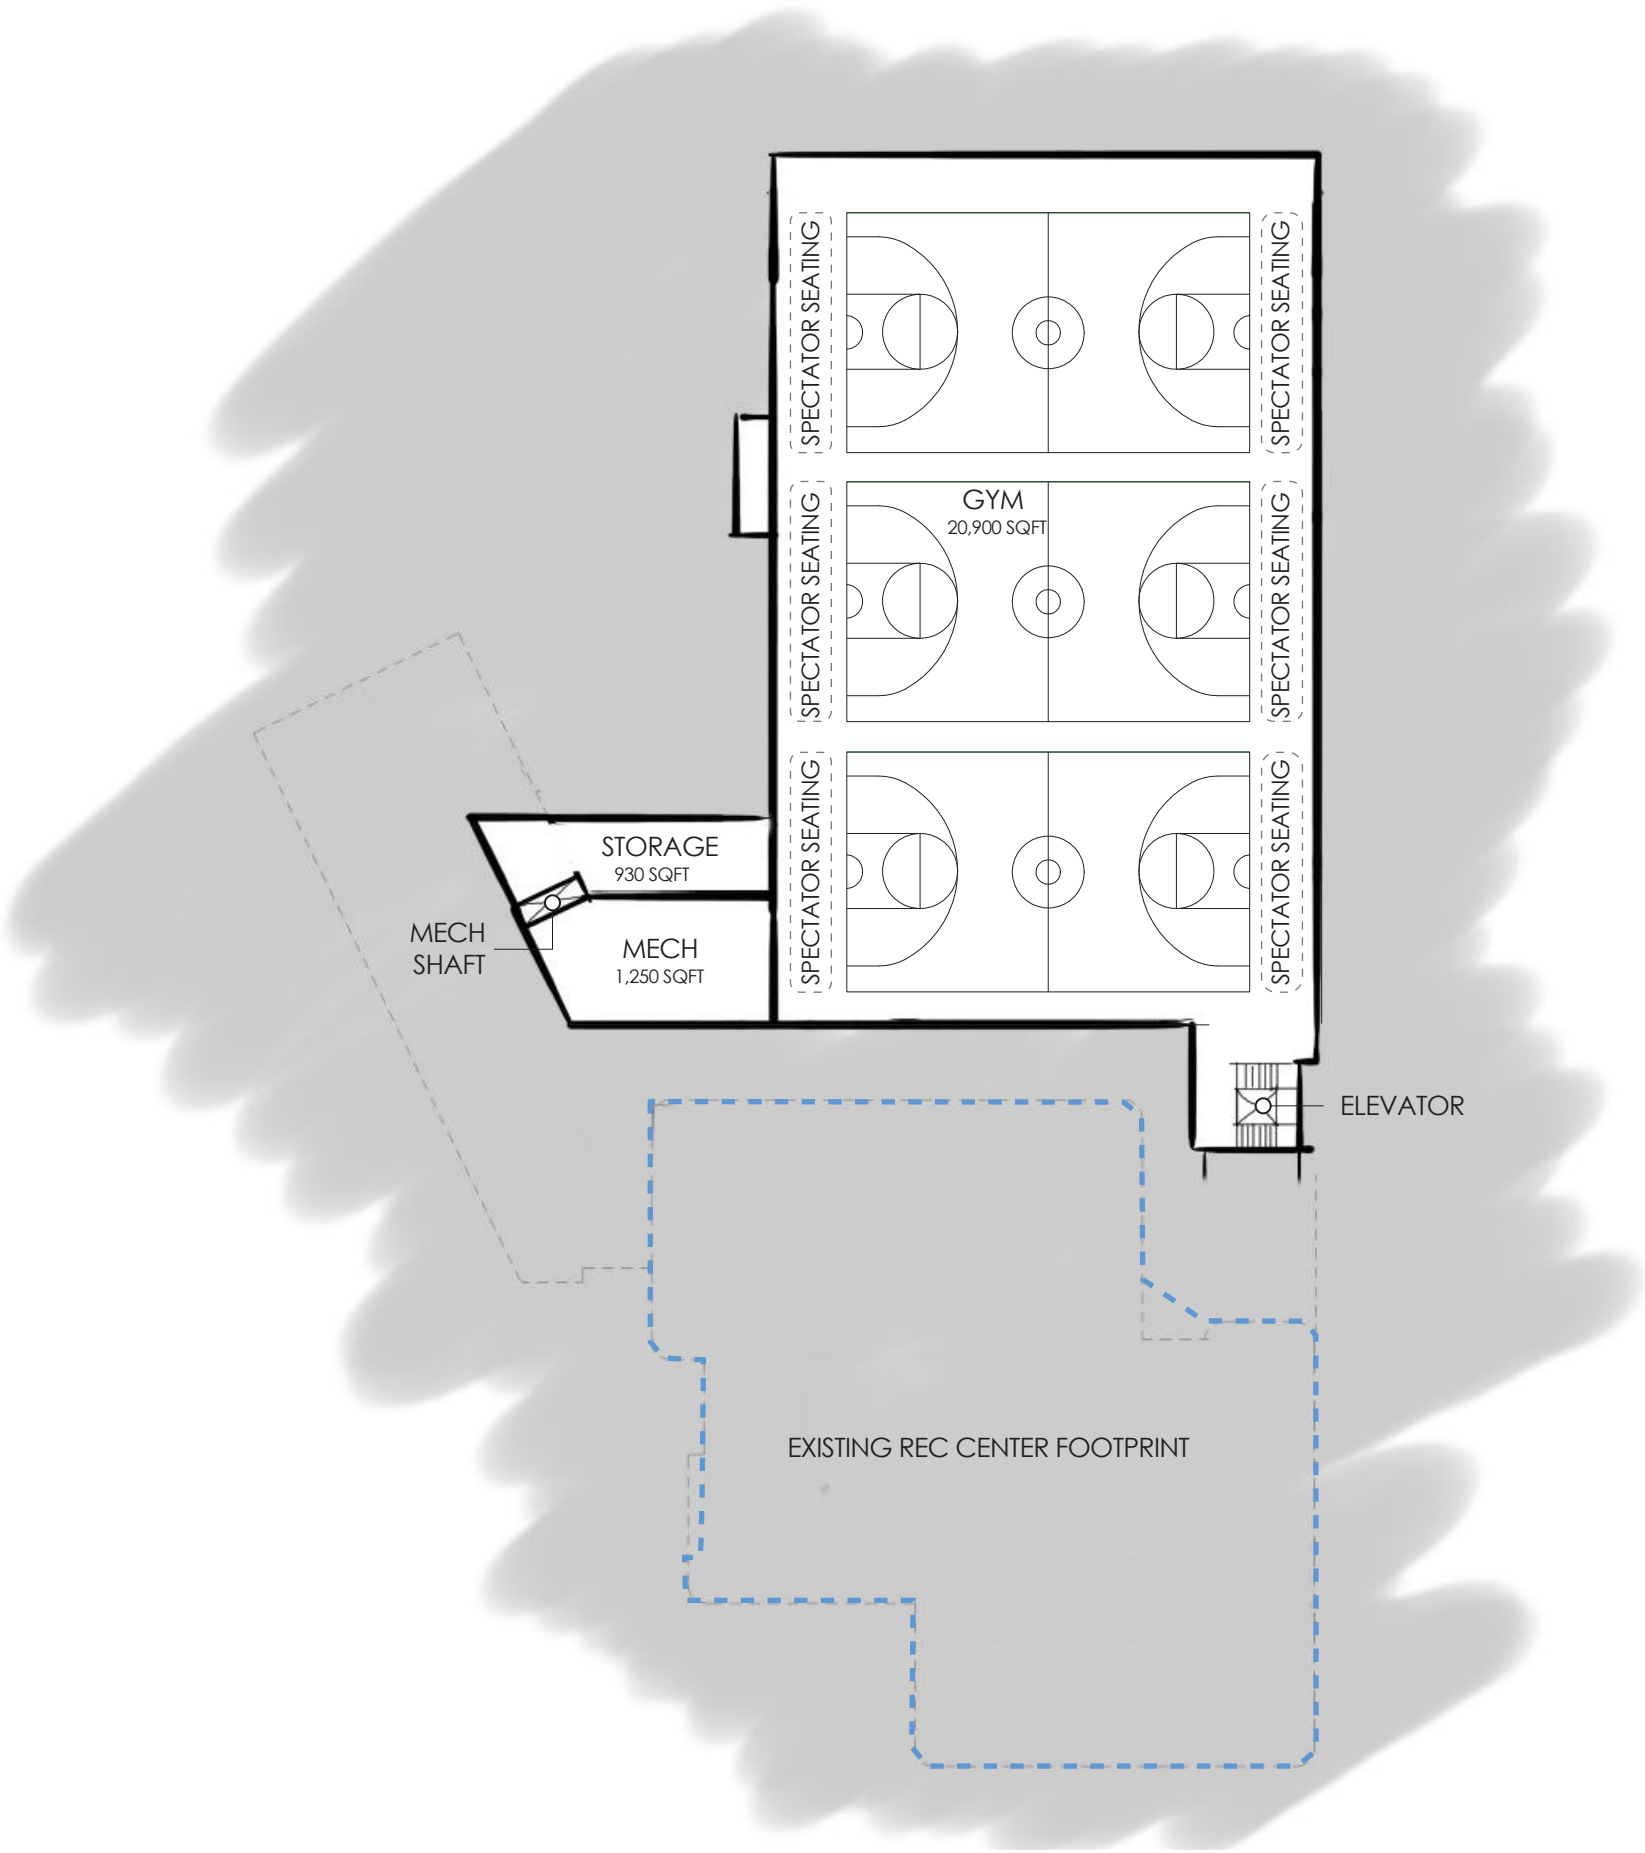 SPECTATOR SEATING
SPECTATOR SEATING
GYM
20,900 SQFT
SPECTATOR SEATING
SPECTATOR SEATING
SPECTATOR SEATING
SPECTATOR SEATING
STORAGE
930 SQFT
MECH
SHAFT
MECH
1,250 SQFT
ELEVATOR
EXISTING REC CENTER FOOTPRINT